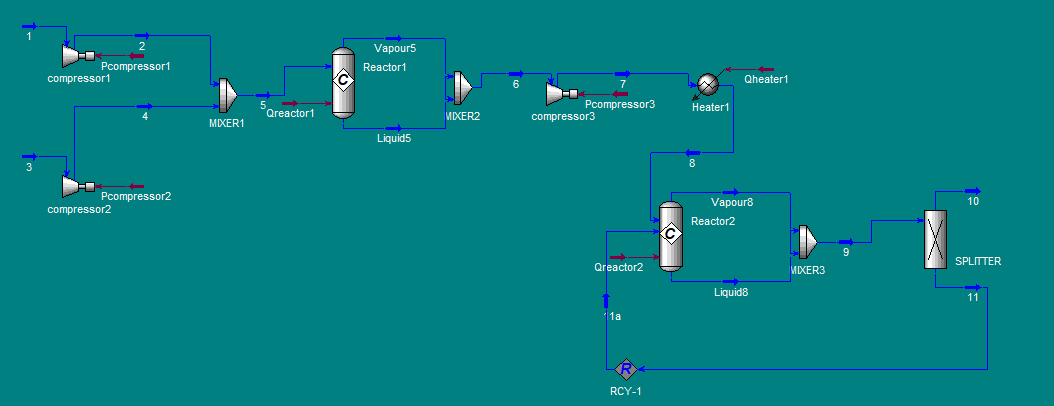 1
2
compressor1
Pcompressor1
4
3
compressor2
Pcompressor2
MIXER1
5
Qreactor1
Vapour5
Reactor1
C
Liquid5
MIXER2
6
compressor3
7
Pcompressor3
Heater1
Qheater1
8
Vapour8
Reactor2
C
Qreactor2
Liquid8
MIXER3
9
10
SPLITTER
11
11a
R
RCY-1